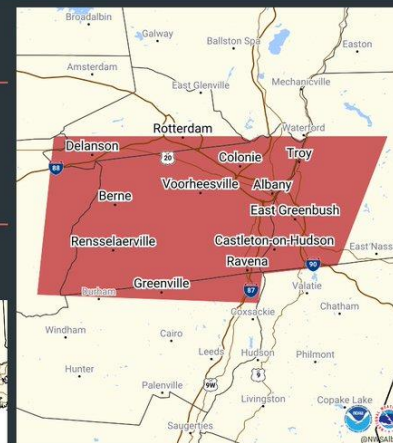 Broadalbin
Galway
Ballston Spa
Easton
Amsterdam
Mechanicville
East Glenville
Rotterdam
Waterford
Delanson
20
Colonie
Troy
88
Voorheesville
Albany
Berne
East Greenbush
Rensselaerville
Castleton-on-Hudson
East Nass
Ravena
90
Greenville
87
Valatie
Durham
Coxsackie
Chatham
Windham
Cairo
Leeds
Hudson
Philmont
Hunter
9
Palenville
9W
Livingston
Copake Lake
Saugerties
NOAA